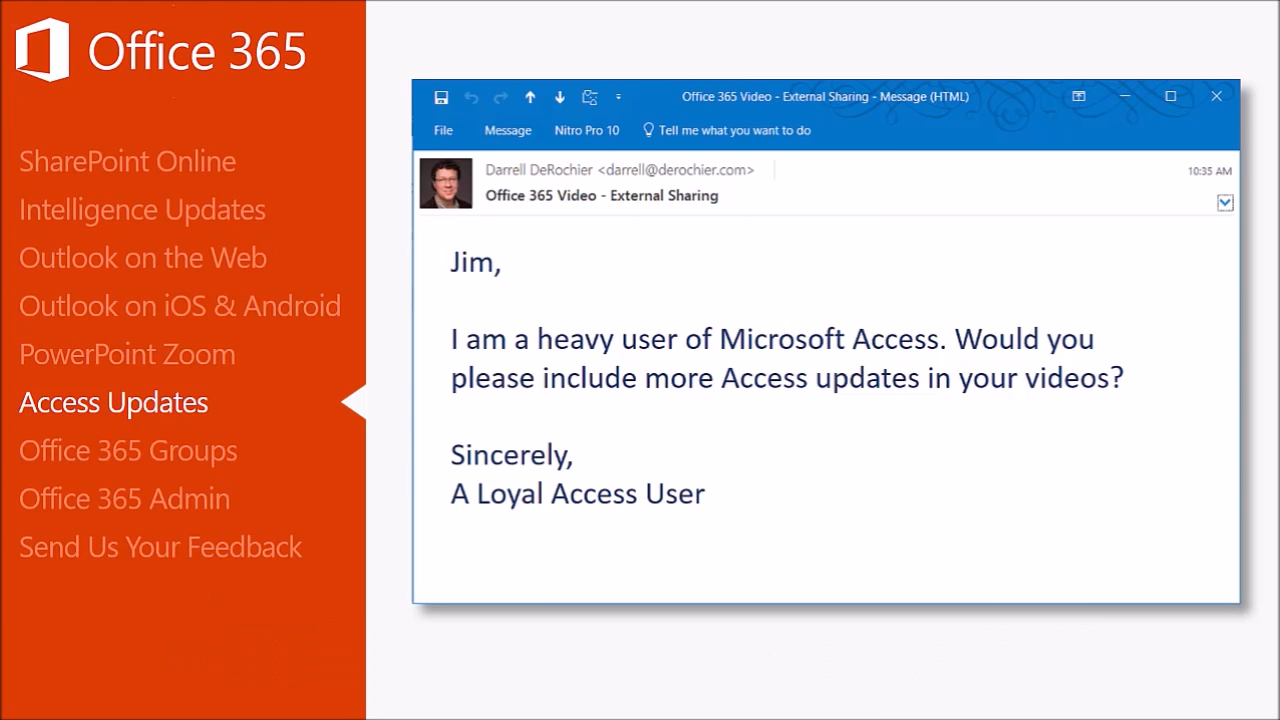 Office 365
SharePoint Online
Intelligence Updates
Outlook on the Web
Outlook on iOS & Android
PowerPoint Zoom
Access Updates
Office 365 Groups
Office 365 Admin
Send Us Your Feedback
Office 365 Video - External Sharing - Message (HTML)
File Message Nitro Pro 10 Tell me what you want to do
Darrell DeRochier <darrell@derochier.com>
10:35 AM
Office 365 Video - External Sharing
Jim,
I am a heavy user of Microsoft Access. Would you
please include more Access updates in your videos?
Sincerely,
A Loyal Access User